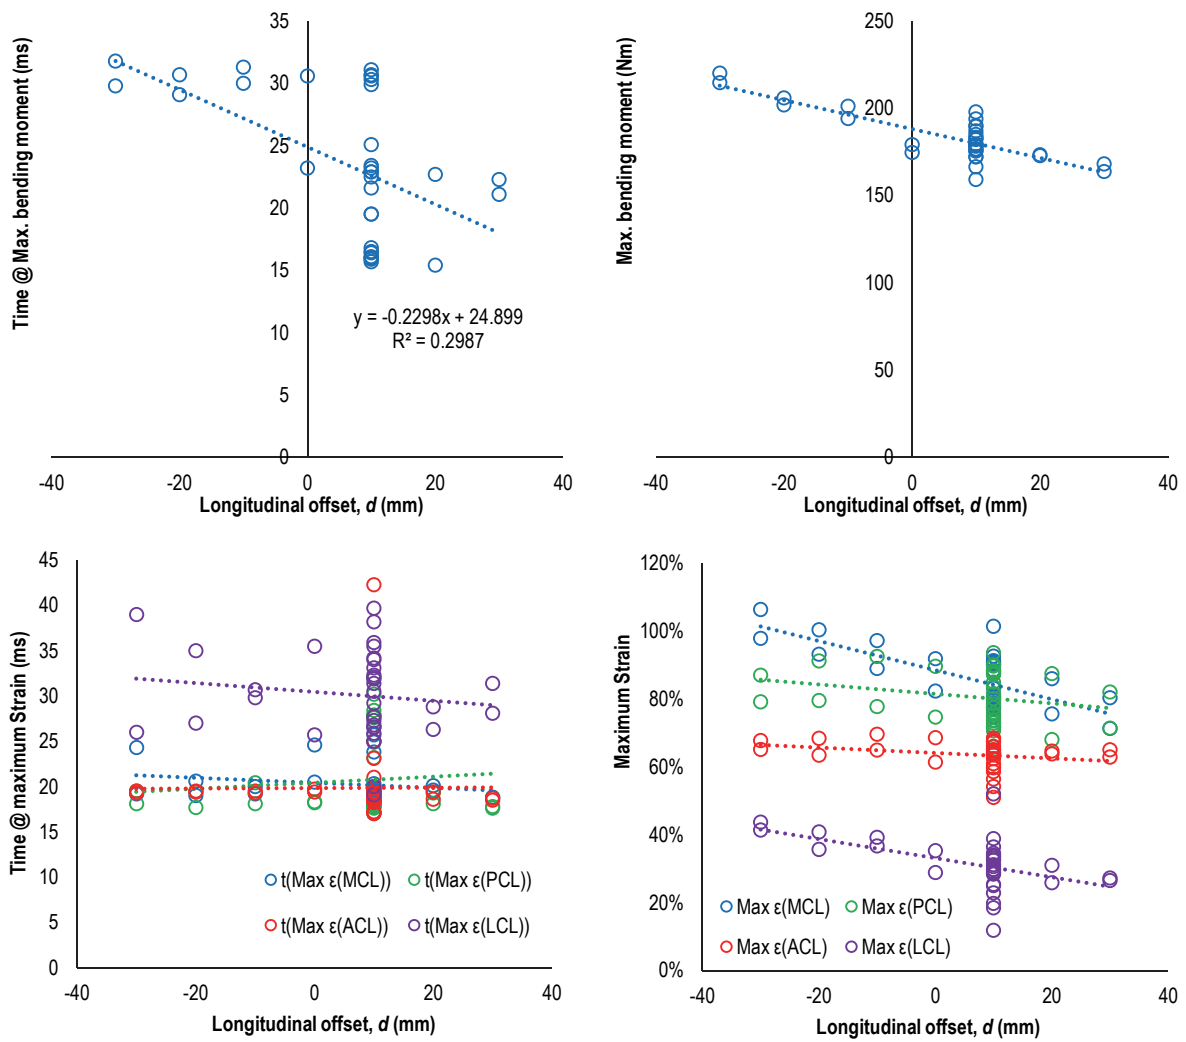 35
30
25
20
15
10
5
0
-40
-20
0
20
40
Time @ Max. bending moment (ms)
Longitudinal offset, d (mm)
y = -0.2298x + 24.899
R² = 0.2987
250
200
150
100
50
0
-40
-20
0
20
40
Max. bending moment (Nm)
Longitudinal offset, d (mm)
45
40
35
30
25
20
15
10
5
0
-40
-20
0
20
40
Time @ maximum Strain (ms)
Longitudinal offset, d (mm)
t(Max ε(MCL))
t(Max ε(PCL))
t(Max ε(ACL))
t(Max ε(LCL))
120%
100%
80%
60%
40%
20%
0%
-40
-20
0
20
40
Maximum Strain
Longitudinal offset, d (mm)
Max ε(MCL)
Max ε(PCL)
Max ε(ACL)
Max ε(LCL)